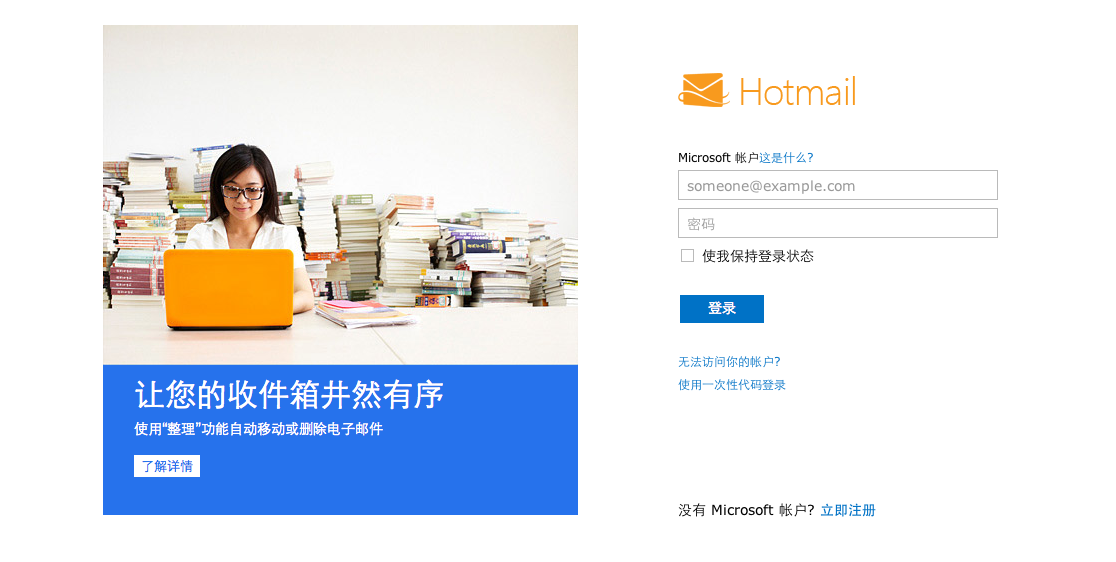 Hotmail
Microsoft 帐户这是什么?
someone@example.com
密码
使我保持登录状态
登录
无法访问你的帐户?
使用一次性代码登录
没有 Microsoft 帐户? 立即注册
让您的收件箱井然有序
使用“整理”功能自动移动或删除电子邮件
了解详情